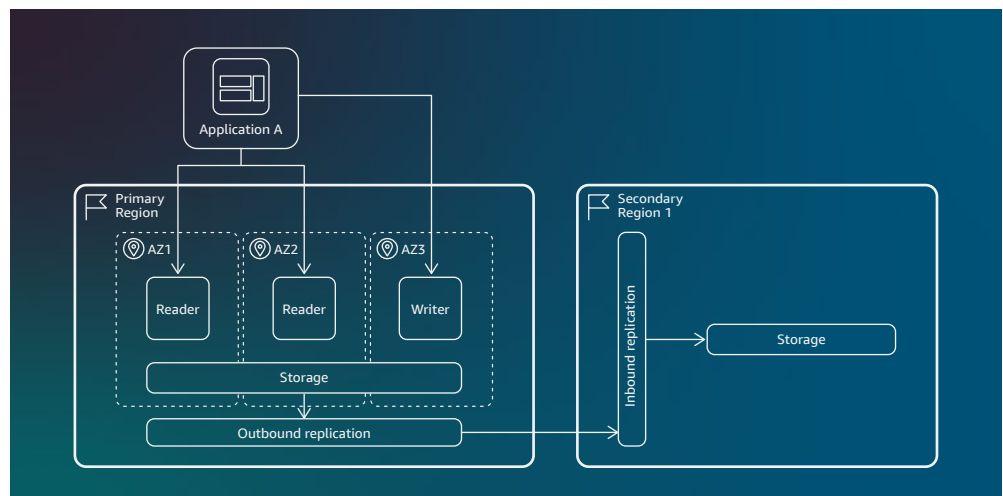 Application A
Primary
Region
Secondary
Region 1
AZ1
AZ2
AZ3
Reader
Reader
Writer
Inbound replication
Storage
Storage
Outbound replication